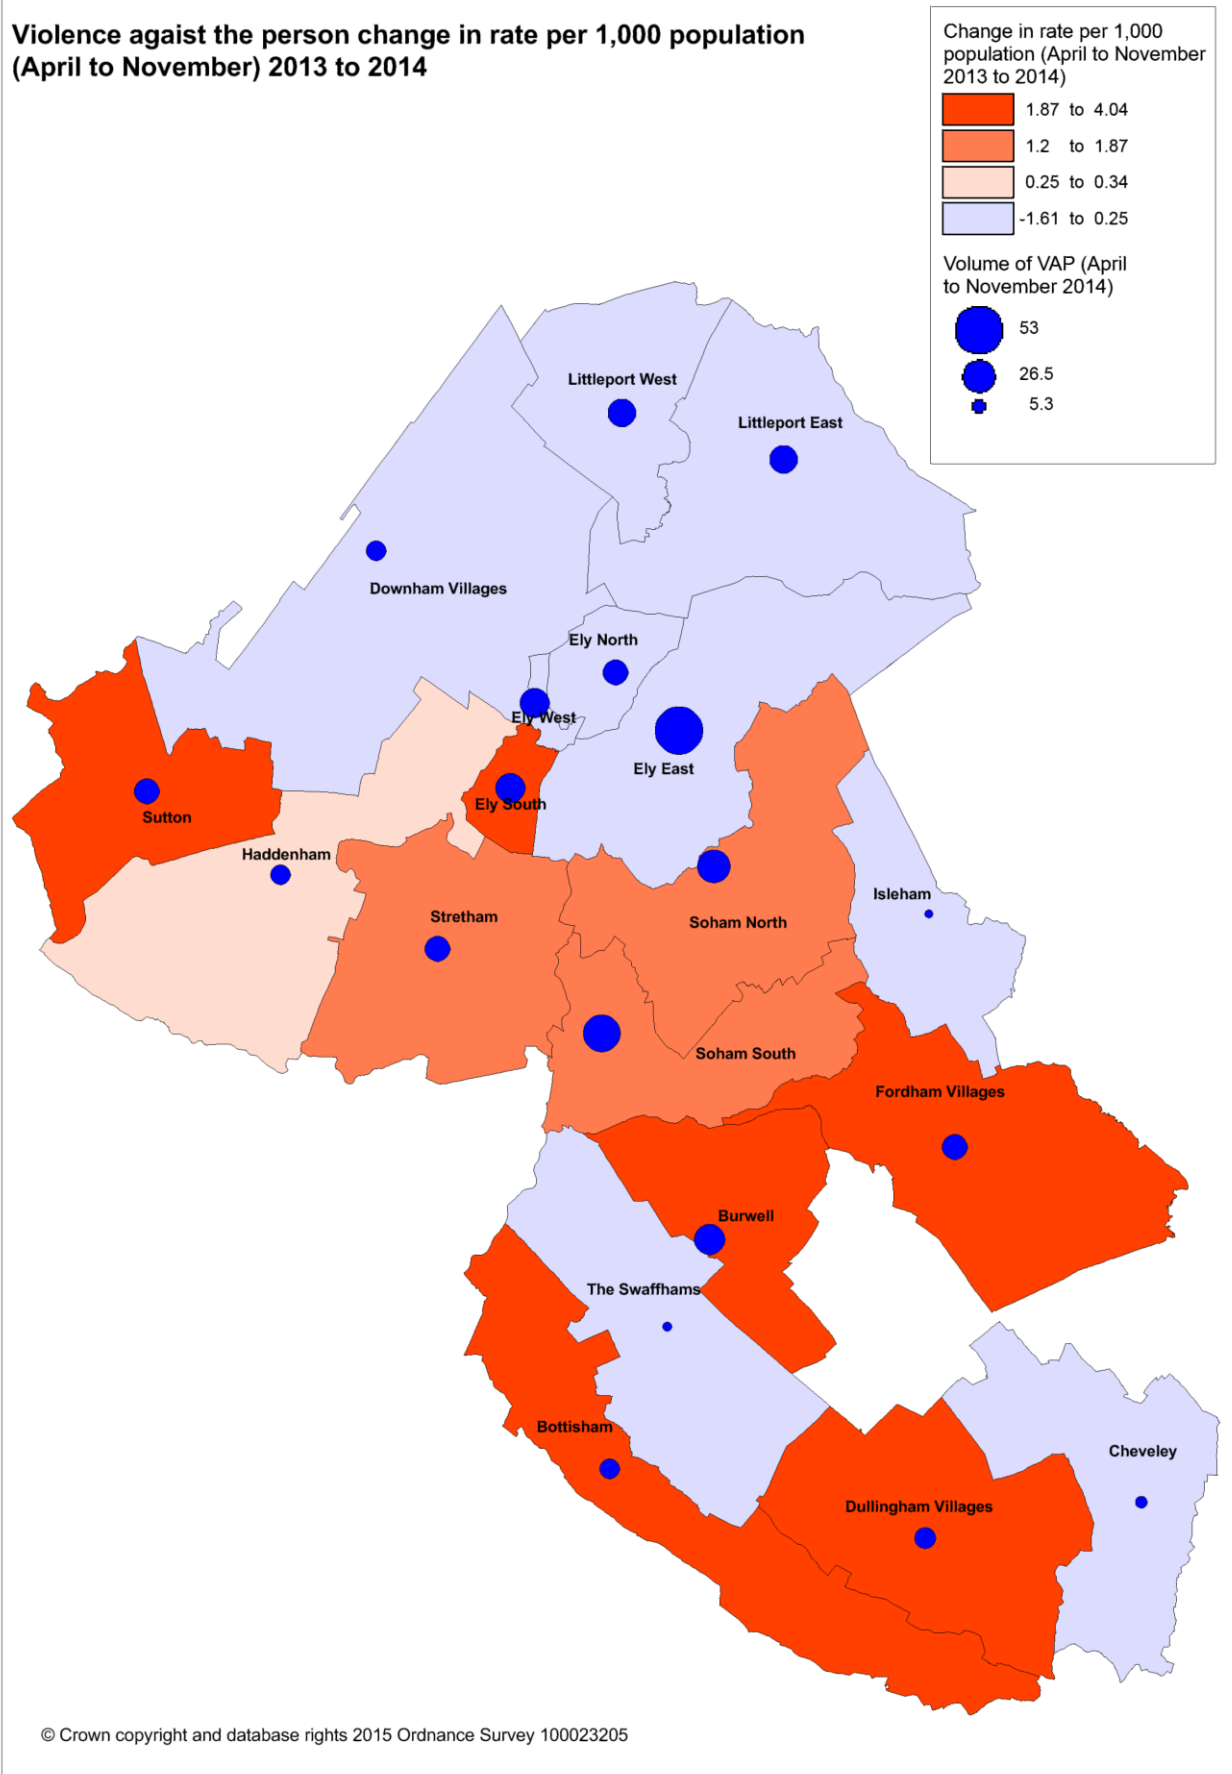 Violence agaist the person change in rate per 1,000 population
(April to November) 2013 to 2014
Change in rate per 1,000
population (April to November
2013 to 2014)
1.87 to 4.04
1.2 to 1.87
0.25 to 0.34
-1.61 to 0.25
Volume of VAP (April
to November 2014)
53
26.5
5.3
Littleport West
Littleport East
Downham Villages
Ely North
Ely West
Ely East
Ely South
Sutton
Haddenham
Stretham
Soham North
Isleham
Soham South
Fordham Villages
Burwell
The Swaffhams
Bottisham
Cheveley
Dullingham Villages
© Crown copyright and database rights 2015 Ordnance Survey 100023205